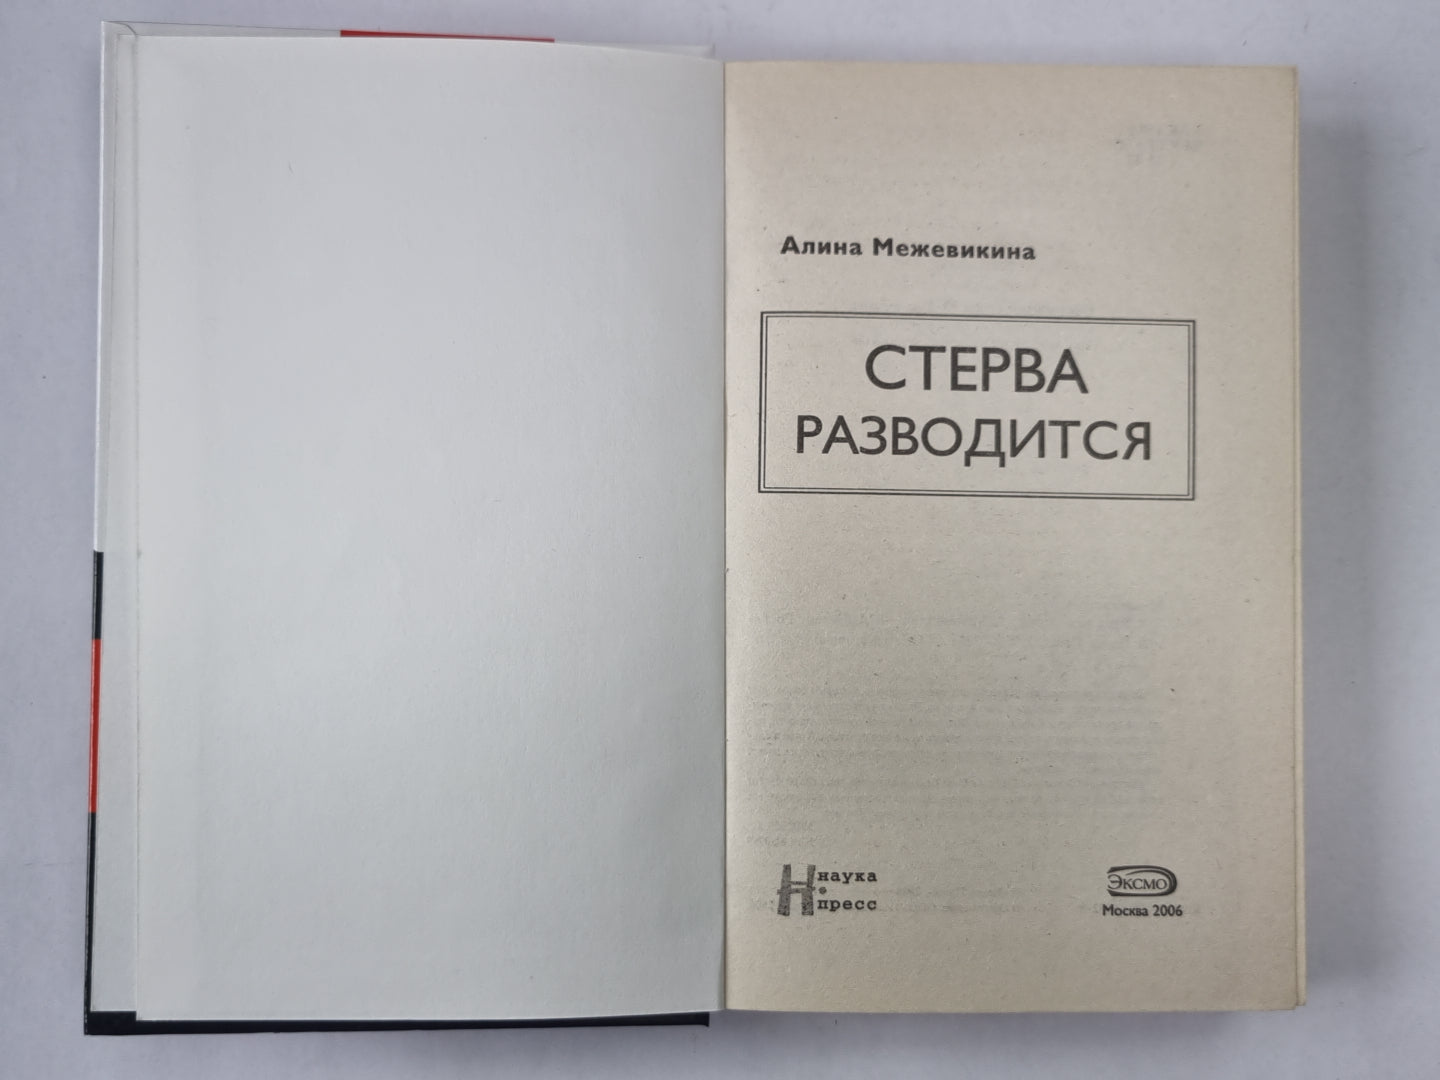 Алина Межевикина
СТЕРВА
РАЗВОДИТСЯ
Н наука
пресс
ЭКСМО
Москва 2006